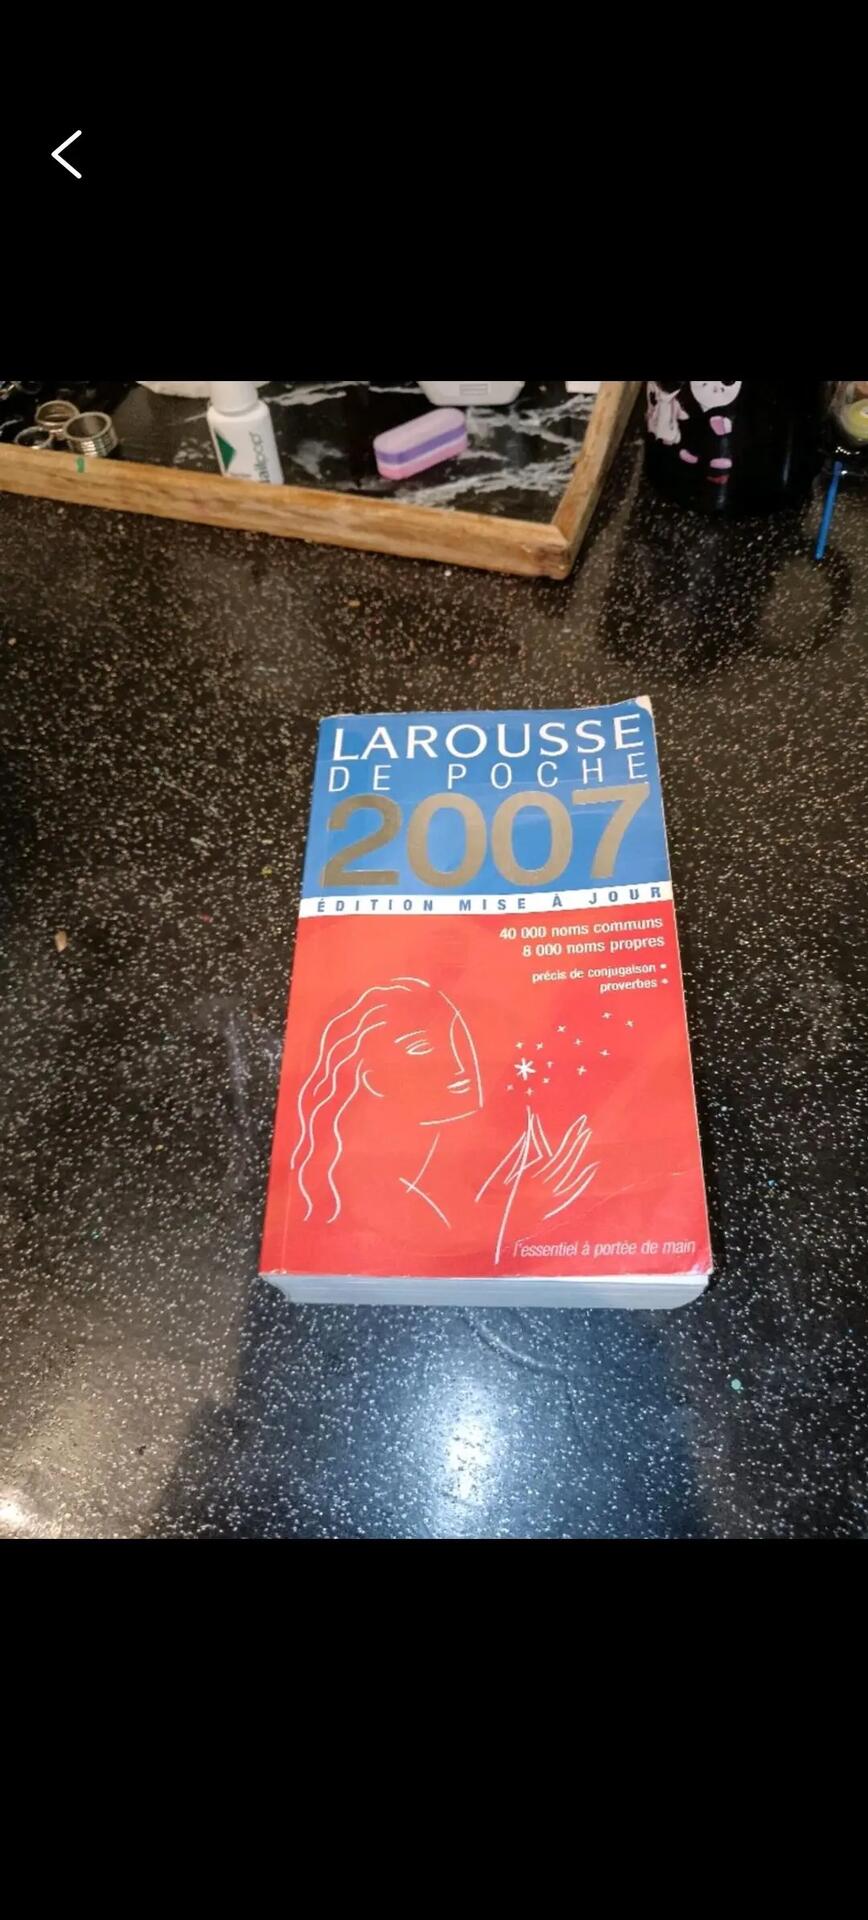 LAROUSSE
DE POCHE
2007
ÉDITION MISE À JOUR
40 000 noms communs
8 000 noms propres
précis de conjugaison •
proverbes •
l'essentiel à portée de main